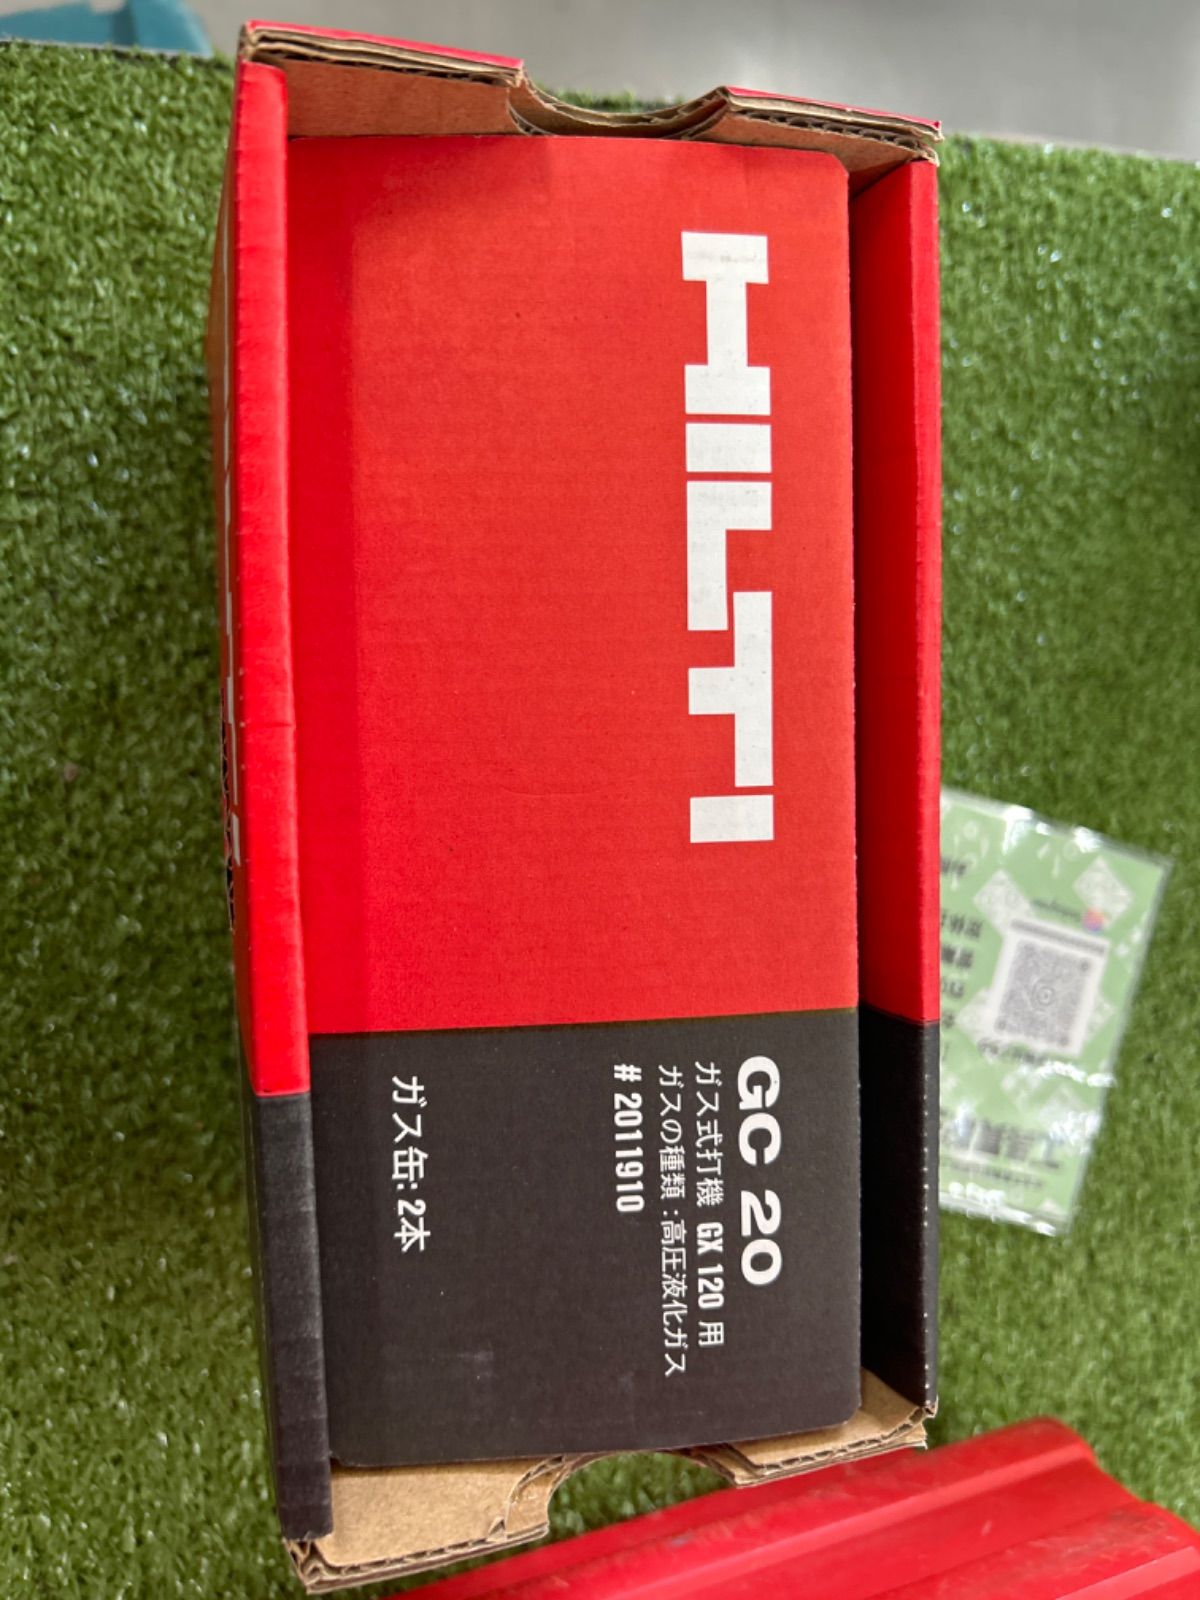 HILTI
GC 20
ガス式打機 GX 120 用
ガスの種類:高圧液化ガス
# 2011910
ガス缶: 2本